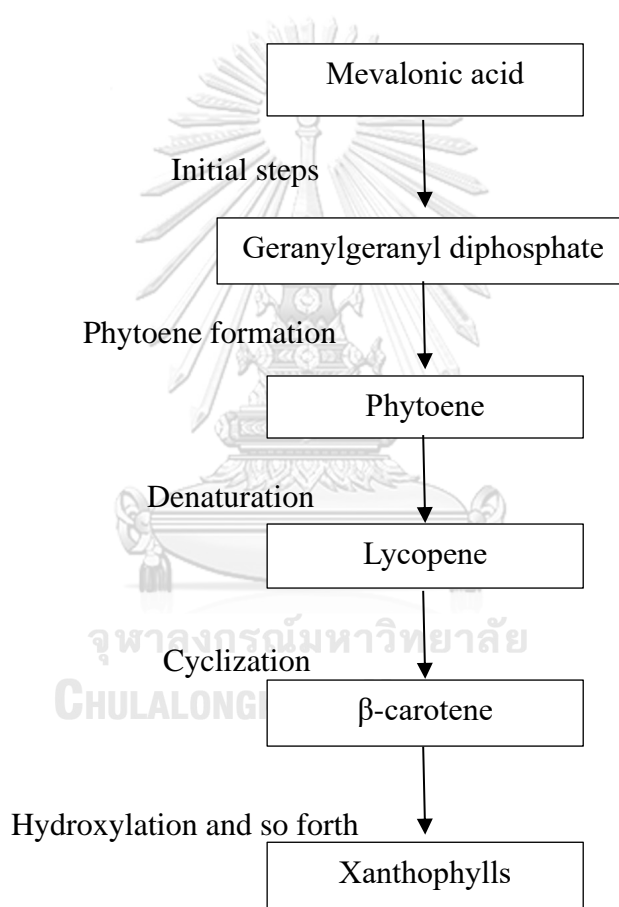 Mevalonic acid
Initial steps
Geranylgeranyl diphosphate
Phytoene formation
Phytoene
Denaturation
Lycopene
จุฬาลงกรณ์มหาวิทยาลัย
Cyclization
CHULALONG
β-carotene
Hydroxylation and so forth
Xanthophylls